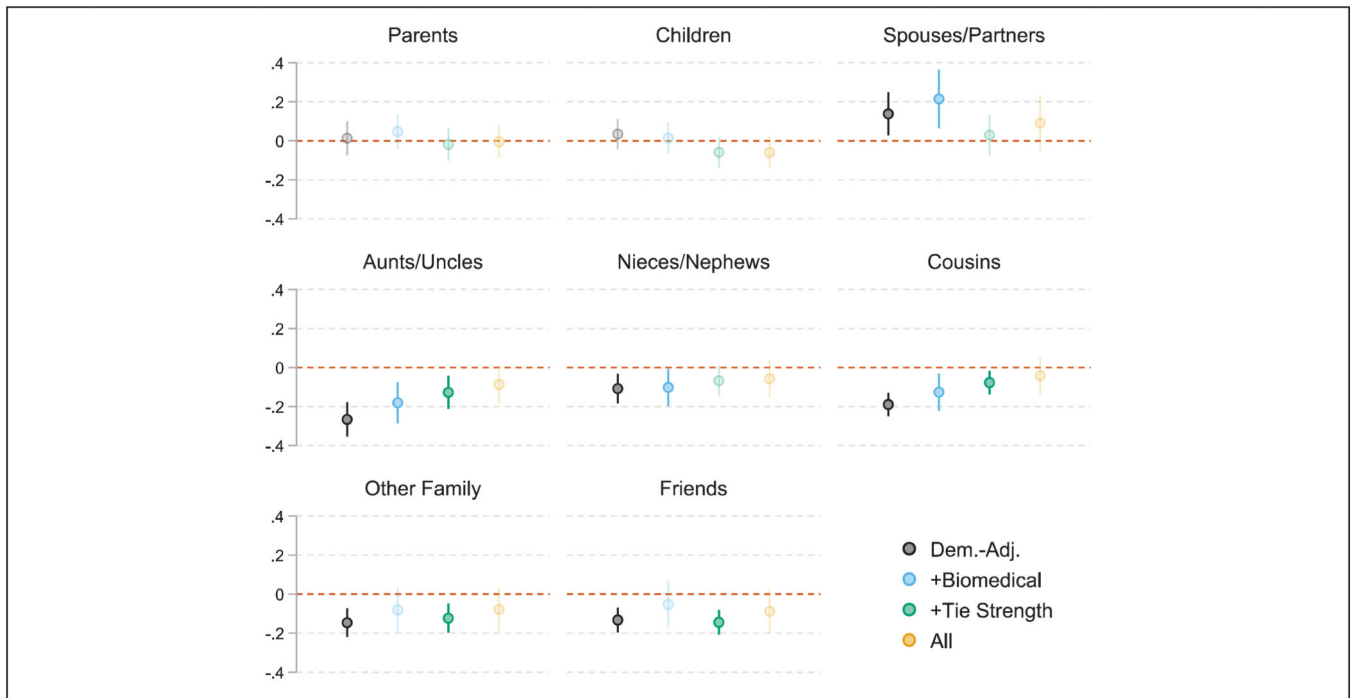 Parents Children Spouses/Partners
.4
.2
0
-.2
-.4
Aunts/Uncles Nieces/Nephews Cousins
.4
.2
0
-.2
-.4
Other Family Friends
.4
.2
0
-.2
-.4
Dem.-Adj.
+Biomedical
+Tie Strength
All